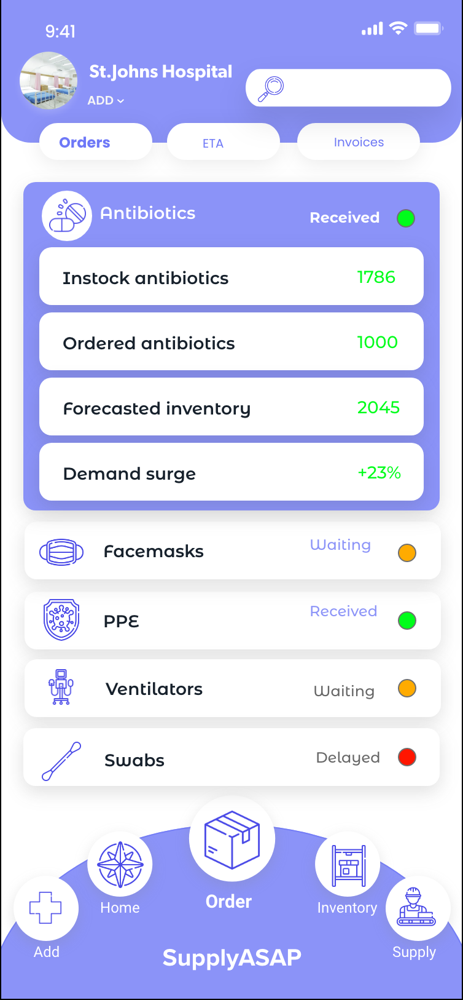 9:41
St.Johns Hospital
ADD
Orders
ETA
Invoices
Antibiotics
Received
Instock antibiotics
1786
Ordered antibiotics
1000
Forecasted inventory
2045
Demand surge
+23%
Facemasks
Waiting
PPE
Received
Ventilators
Waiting
Swabs
Delayed
Order
Home
Inventory
Add
Supply
SupplyASAP